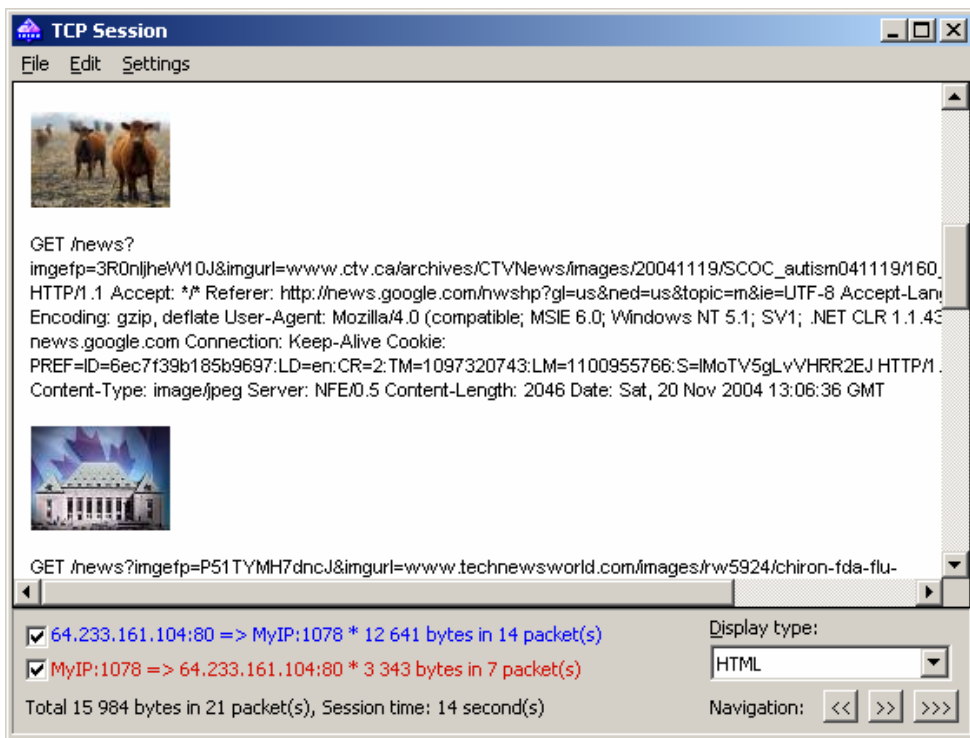 TCP Session
File Edit Settings
GET /news?
imgefp=3R0nljheW10J&imgurl=www.ctv.ca/archives/CTVNews/images/20041119/SCOC_autism041119/160_
HTTP/1.1 Accept: */* Referer: http://news.google.com/nwshp?gl=us&ned=us&topic=m&ie=UTF-8 Accept-Lan
Encoding: gzip, deflate User-Agent: Mozilla/4.0 (compatible; MSIE 6.0; Windows NT 5.1; SV1; .NET CLR 1.1.43
news.google.com Connection: Keep-Alive Cookie:
PREF=ID=6ec7f39b185b9697:LD=en:CR=2:TM=1097320743:LM=1100955766:S=lMoTV5gLvVHRR2EJ HTTP/1.
Content-Type: image/jpeg Server: NFE/0.5 Content-Length: 2046 Date: Sat, 20 Nov 2004 13:06:36 GMT
GET /news?imgefp=P51TYMH7dncJ&imgurl=www.technewsworld.com/images/rw5924/chiron-fda-flu-
64.233.161.104:80 => MyIP:1078 * 12 641 bytes in 14 packet(s)
MyIP:1078 => 64.233.161.104:80 * 3 343 bytes in 7 packet(s)
Total 15 984 bytes in 21 packet(s), Session time: 14 second(s)
Display type:
HTML
Navigation: << >> >>>